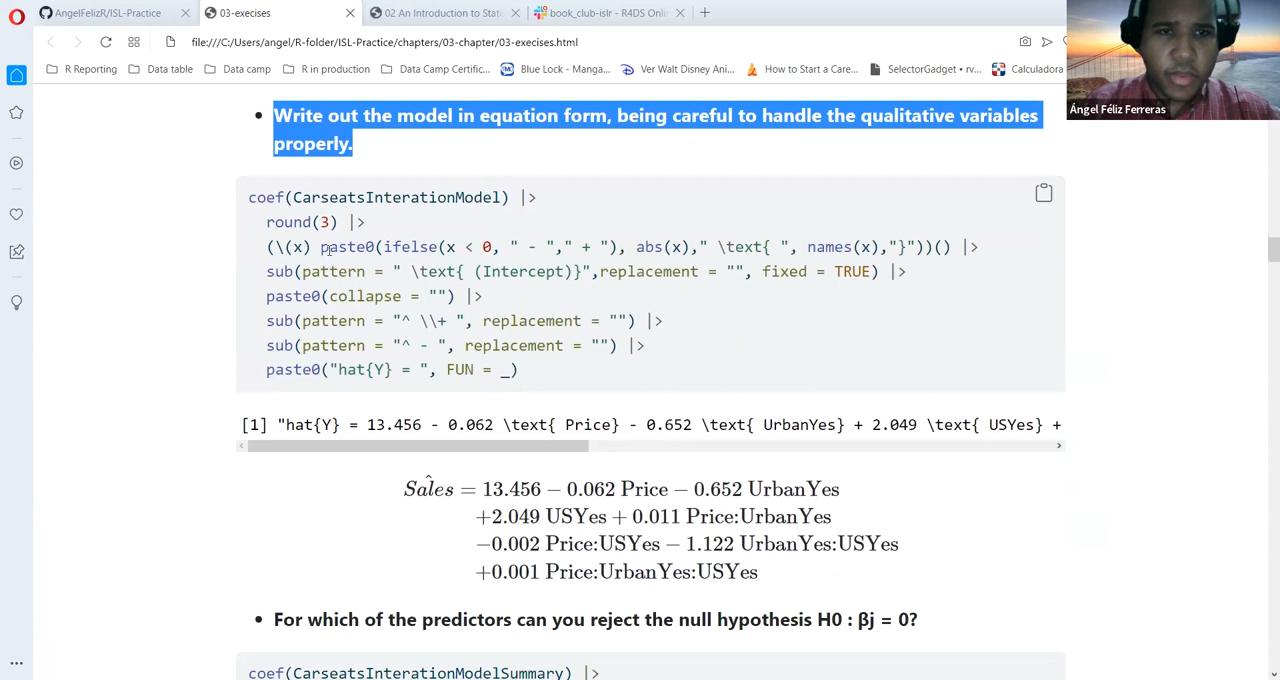 AngelFelizR/ISL-Practice
03-execises
02 An Introduction to Stat
book_club-islr - R4DS Onlin
file:///C:/Users/angel/R-folder/ISL-Practice/chapters/03-chapter/03-execises.html
R Reporting
Data table
Data camp
R in production
Data Camp Certific...
Blue Lock - Manga...
Ver Walt Disney Ani...
How to Start a Care...
SelectorGadget • rv...
Calculadora
Ángel Féliz Ferreras
• Write out the model in equation form, being careful to handle the qualitative variables
properly.
coef(CarseatsInterationModel) |>
round(3) |>
(\(x) paste0(ifelse(x < 0, " - "," + "), abs(x)," \text{ ", names(x),"}"))() |>
sub(pattern = " \text{ (Intercept)}",replacement = "", fixed = TRUE) |>
paste0(collapse = "") |>
sub(pattern = "^ \\+ ", replacement = "") |>
sub(pattern = "^ - ", replacement = "") |>
paste0("hat{Y} = ", FUN = _)
[1] "hat{Y} = 13.456 - 0.062 \text{ Price} - 0.652 \text{ UrbanYes} + 2.049 \text{ USYes} +
Salеs^ = 13.456 − 0.062 Price − 0.652 UrbanYes
+2.049 USYes + 0.011 Price:UrbanYes
−0.002 Price:USYes − 1.122 UrbanYes:USYes
+0.001 Price:UrbanYes:USYes
• For which of the predictors can you reject the null hypothesis H0 : βj = 0?
coef(CarseatsInterationModelSummary) |>